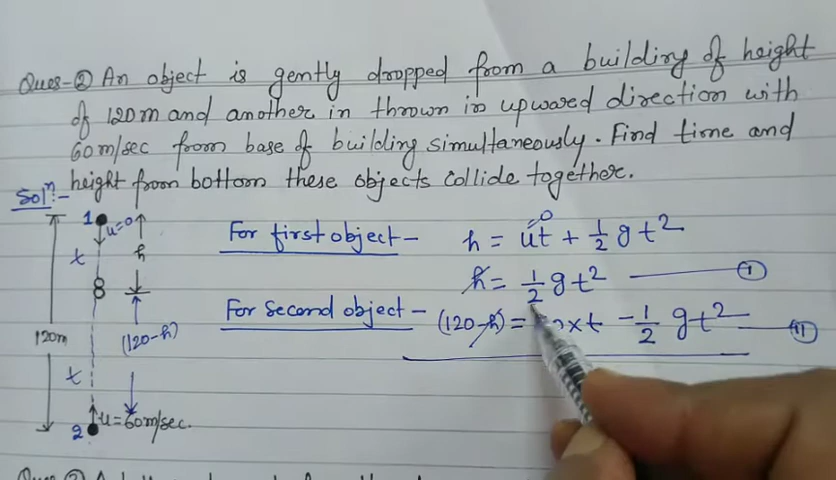 Ques-② An object is gently dropped from a building of height
of 120m and another in thrown in upward direction with
60m/sec from base of building simultaneously. Find time and
height from bottom these objects collide together.
Solⁿ:-
1 u=0
t h
For first object - h = ut + 1/2 gt² =0
h = 1/2 gt² ——— ①
For second object - (120-h) = xt - 1/2 gt² ——— ⑪
120m (120-h)
t
2 u=60m/sec.